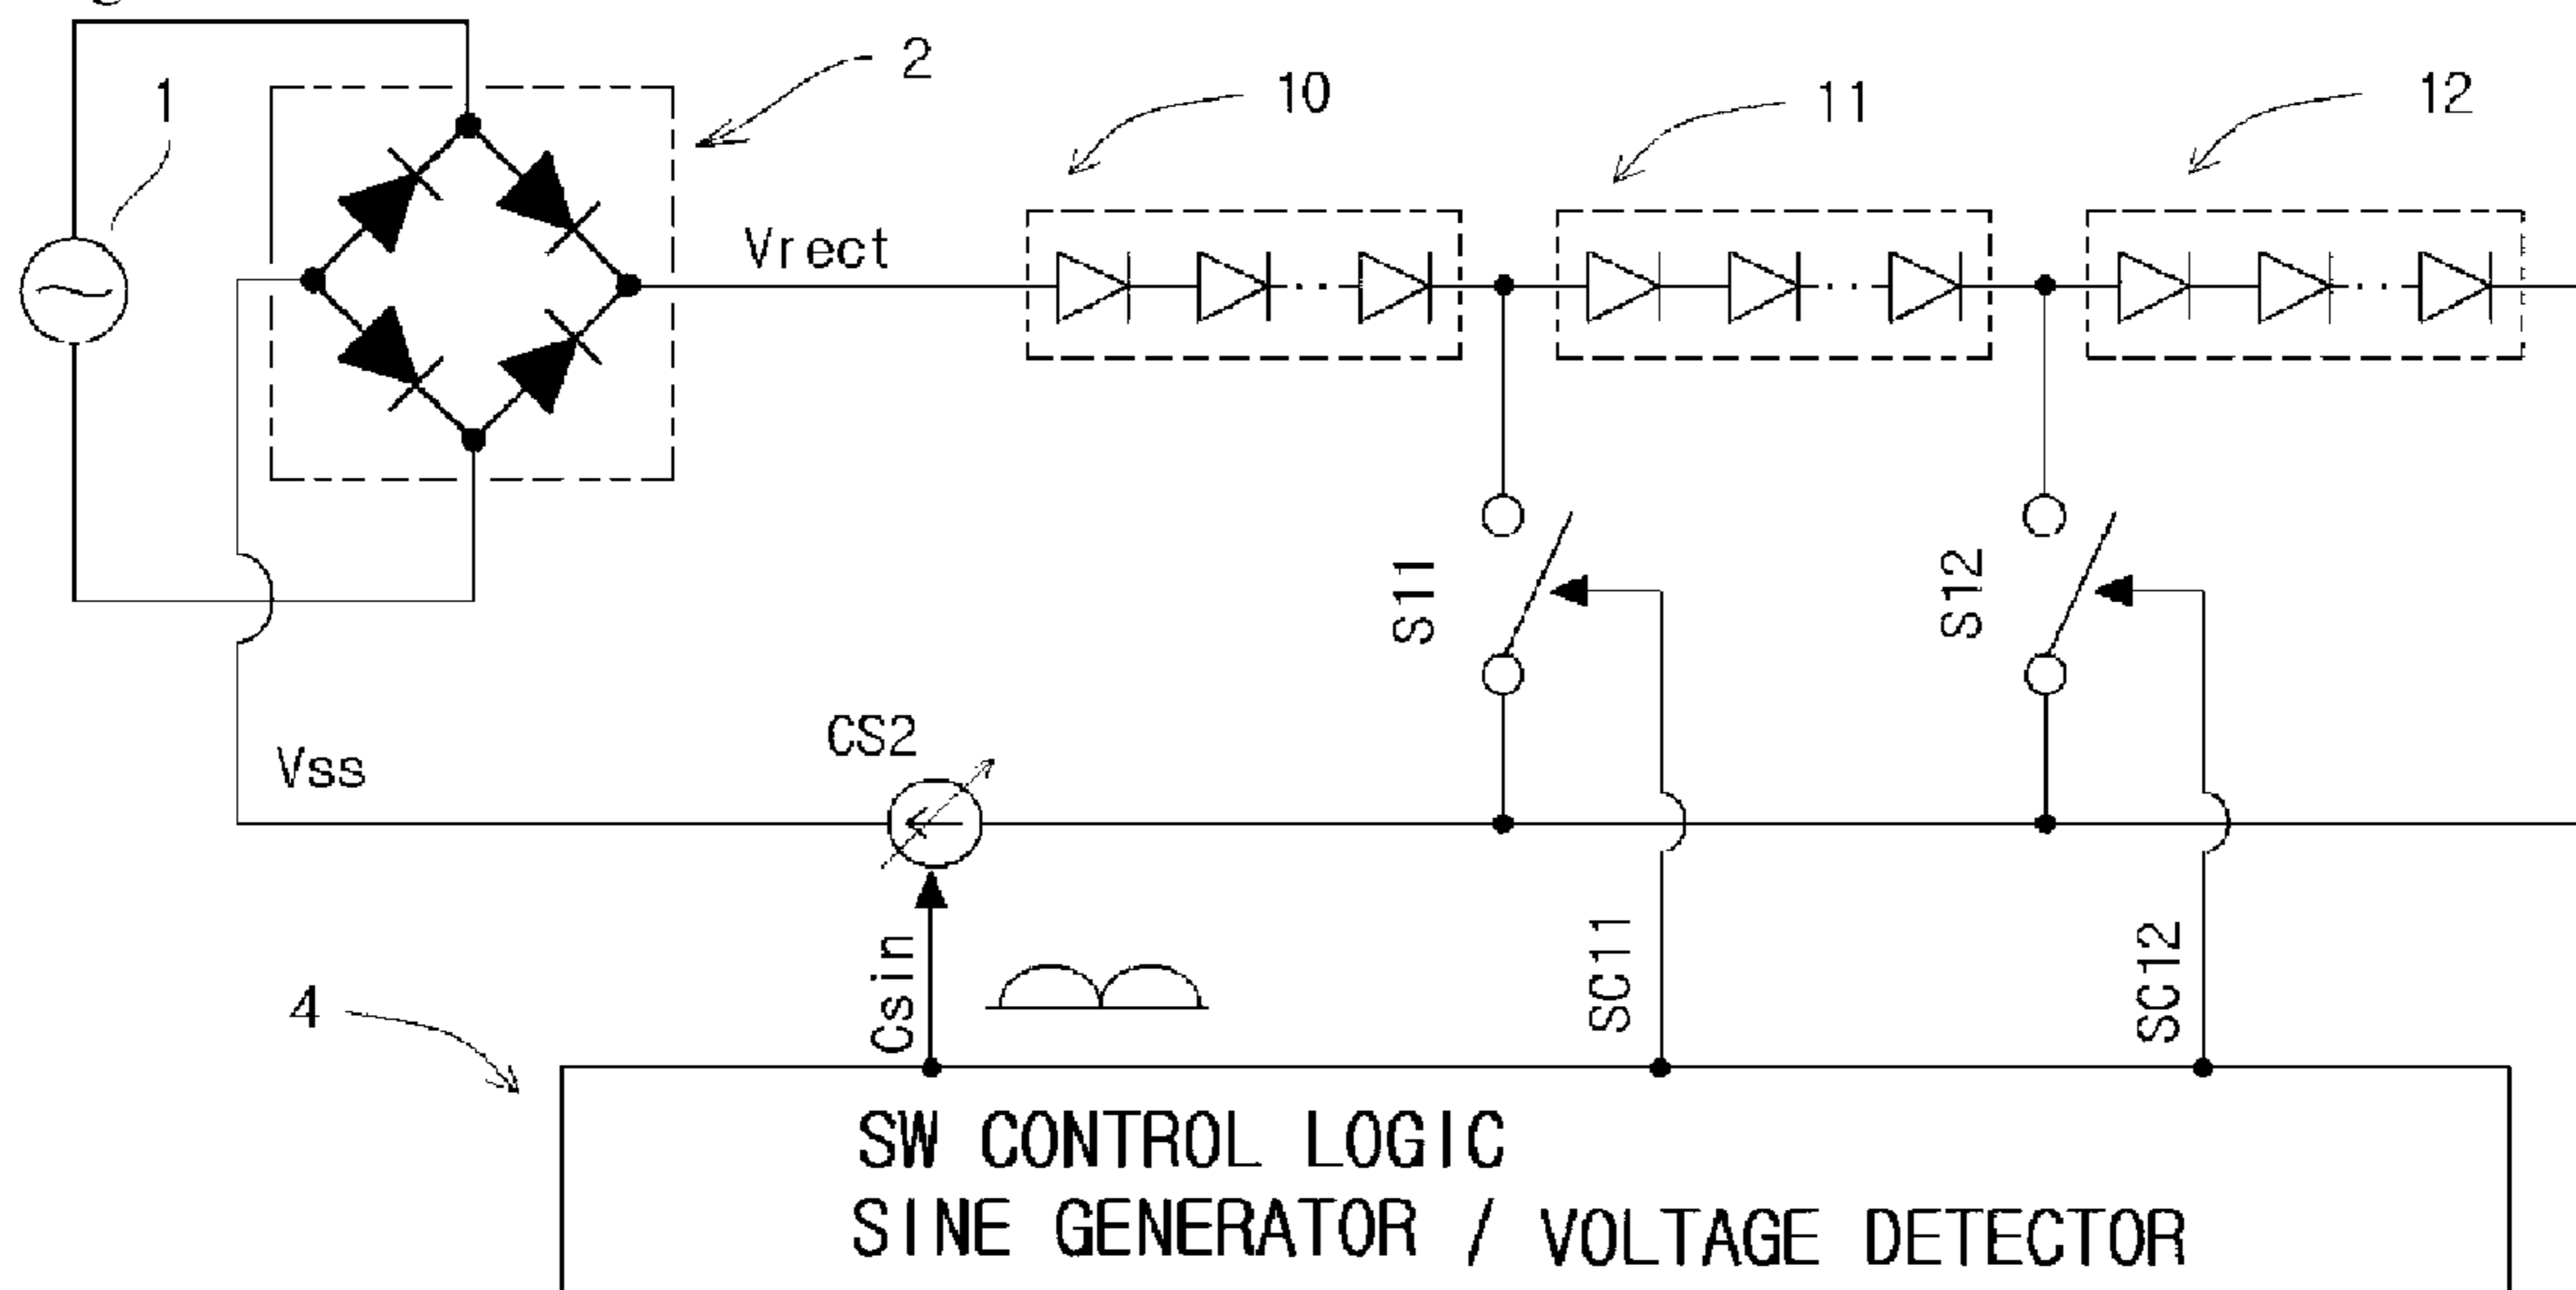 1
2
10
11
12
Vrect
S11
S12
CS2
Vss
Csin
SC11
SC12
4
SW CONTROL LOGIC
SINE GENERATOR / VOLTAGE DETECTOR